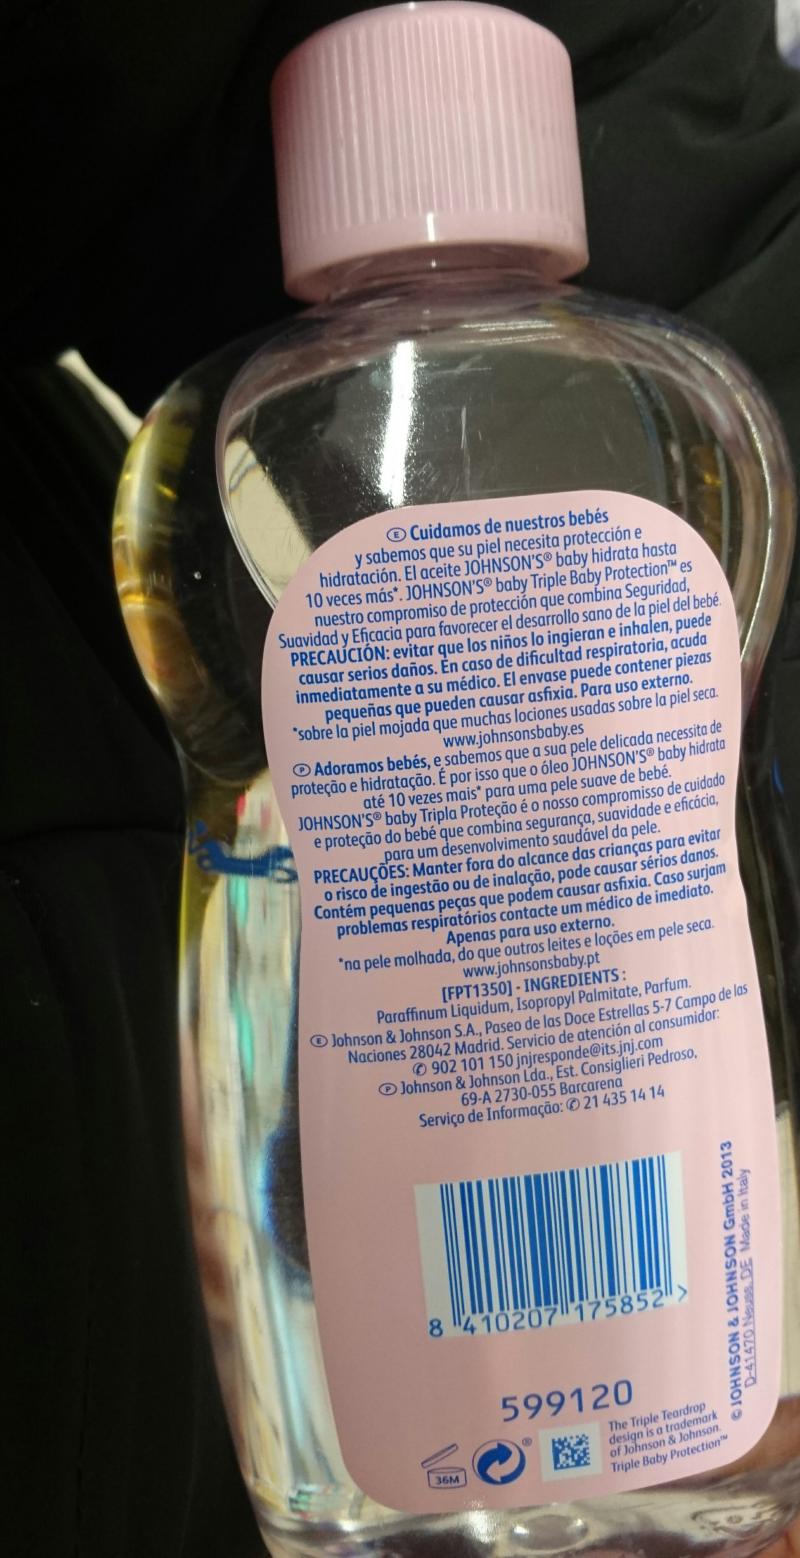 E Cuidamos de nuestros bebés
y sabemos que su piel necesita protección e
hidratación. El aceite JOHNSON'S® baby hidrata hasta
10 veces más*. JOHNSON'S® baby Triple Baby Protection™ es
nuestro compromiso de protección que combina Seguridad,
Suavidad y Eficacia para favorecer el desarrollo sano de la piel del bebé.
PRECAUCIÓN: evitar que los niños lo ingieran e inhalen, puede
causar serios daños. En caso de dificultad respiratoria, acuda
inmediatamente a su médico. El envase puede contener piezas
pequeñas que pueden causar asfixia. Para uso externo.
*sobre la piel mojada que muchas lociones usadas sobre la piel seca.
www.johnsonsbaby.es
P Adoramos bebés, e sabemos que a sua pele delicada necessita de
proteção e hidratação. É por isso que o óleo JOHNSON'S® baby hidrata
até 10 vezes mais* para uma pele suave de bebé.
JOHNSON'S® baby Tripla Proteção é o nosso compromisso de cuidado
e proteção do bebé que combina segurança, suavidade e eficácia,
para um desenvolvimento saudável da pele.
PRECAUÇÕES: Manter fora do alcance das crianças para evitar
o risco de ingestão ou de inalação, pode causar sérios danos.
Contém pequenas peças que podem causar asfixia. Caso surjam
problemas respiratórios contacte um médico de imediato.
Apenas para uso externo.
*na pele molhada, do que outros leites e loções em pele seca.
www.johnsonsbaby.pt
[FPT1350] - INGREDIENTS :
Paraffinum Liquidum, Isopropyl Palmitate, Parfum.
E Johnson & Johnson S.A., Paseo de las Doce Estrellas 5-7 Campo de las
Naciones 28042 Madrid. Servicio de atención al consumidor:
✆ 902 101 150 jnjresponde@its.jnj.com
P Johnson & Johnson Lda., Est. Consiglieri Pedroso,
69-A 2730-055 Barcarena
Serviço de Informação: ✆ 21 435 14 14
8 410207 175852 >
599120
36M
®
The Triple Teardrop
design is a trademark
of Johnson & Johnson.
Triple Baby Protection™
© JOHNSON & JOHNSON GmbH 2013
D-41470 Neuss, DE Made in Italy